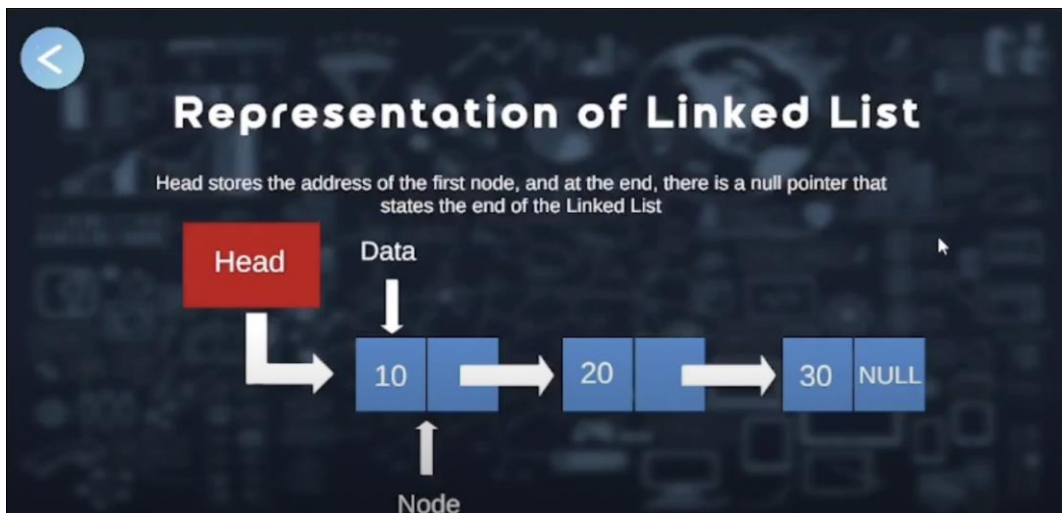 Representation of Linked List
Head stores the address of the first node, and at the end, there is a null pointer that
states the end of the Linked List
Head
Data
10
20
30
NULL
Node